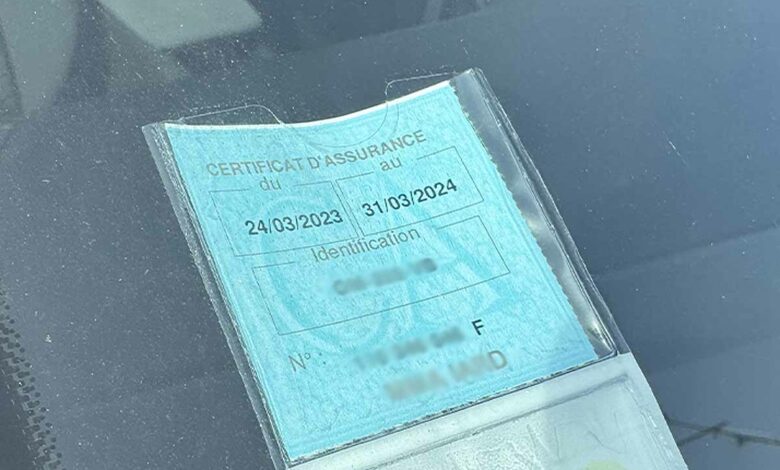 CERTIFICAT D'ASSURANCE
du au
24/03/2023 31/03/2024
Identification
N° : F